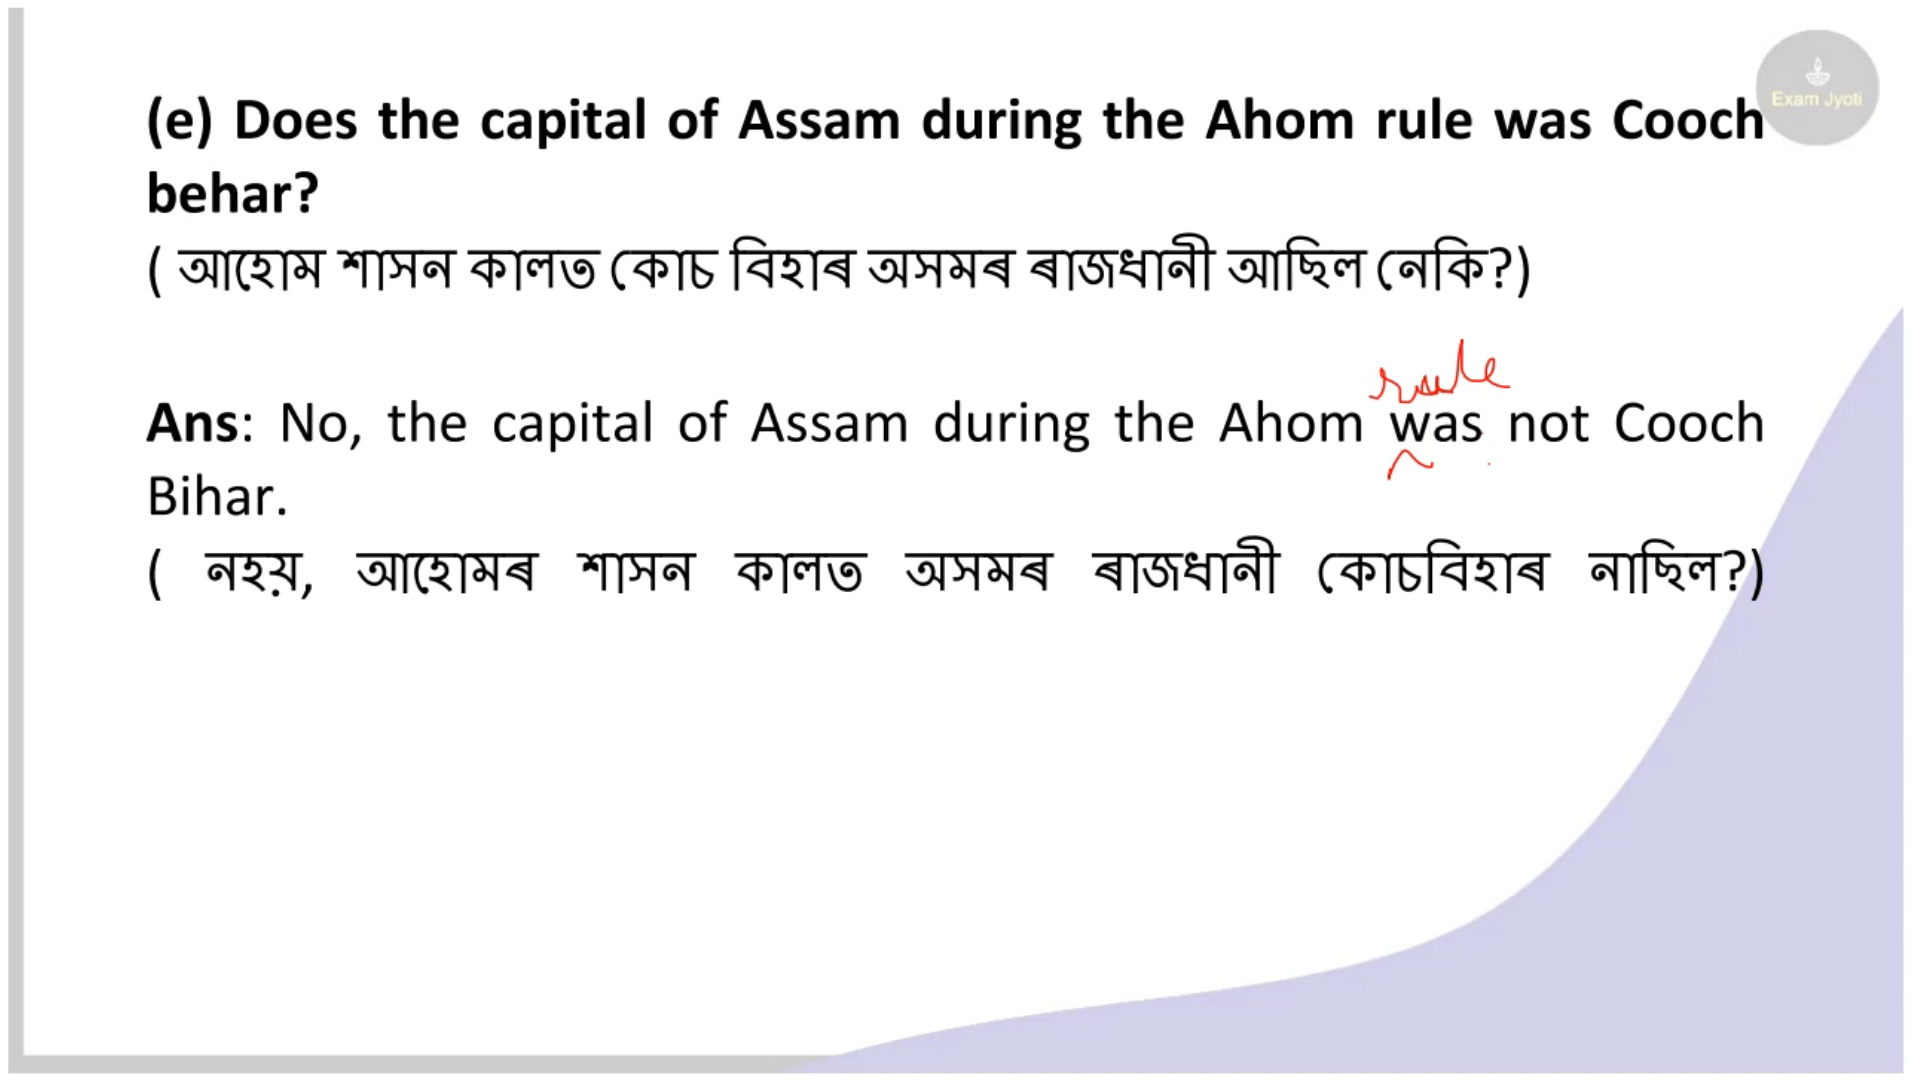 Exam Jyoti
(e) Does the capital of Assam during the Ahom rule was Cooch
behar?
( আহোম শাসন কালত কোচ বিহাৰ অসমৰ ৰাজধানী আছিল নেকি?)
rule
Ans: No, the capital of Assam during the Ahom was not Cooch
Bihar.
( নহয়, আহোমৰ শাসন কালত অসমৰ ৰাজধানী কোচবিহাৰ নাছিল?)